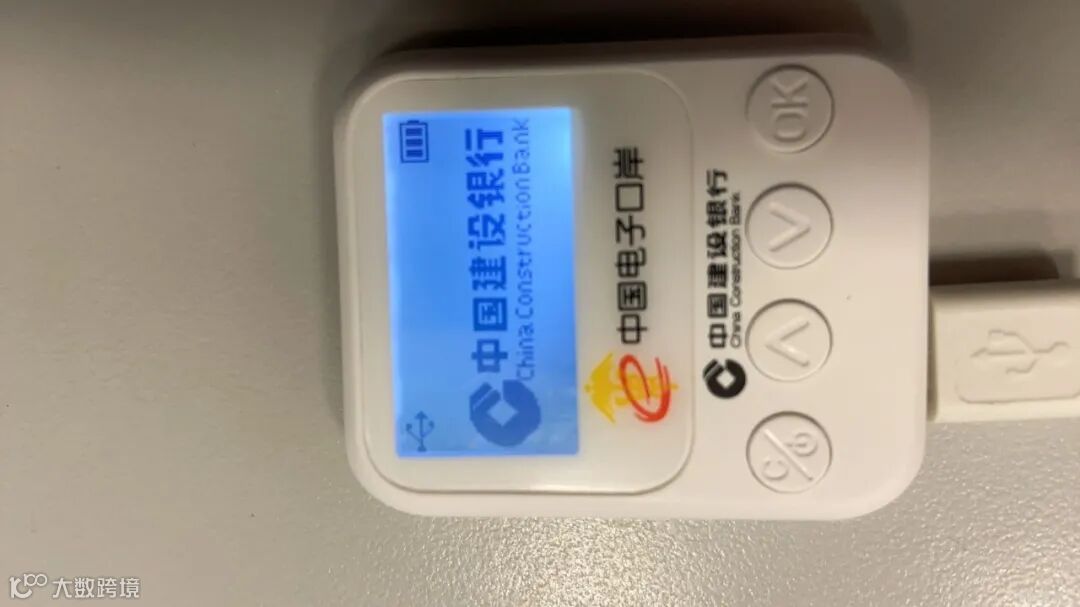 中国建设银行
China Construction Bank
中国电子口岸
中国建设银行
China Construction Bank
C/
OK
大数跨境